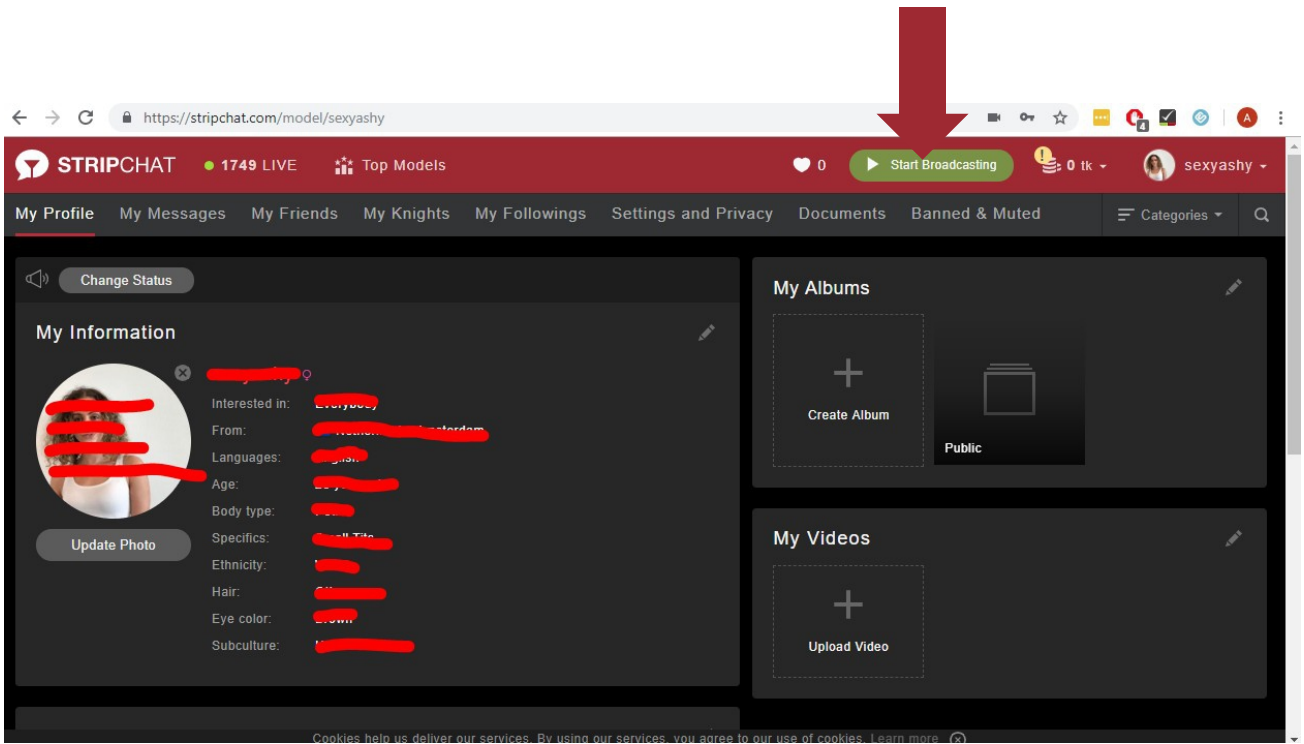 https://stripchat.com/model/sexyashy
4
A
STRIPCHAT 1749 LIVE Top Models 0 Start Broadcasting ! 0 tk sexyashy
My Profile My Messages My Friends My Knights My Followings Settings and Privacy Documents Banned & Muted Categories
Change Status
My Information
Interested in:
From:
Languages:
Age:
Body type:
Specifics:
Ethnicity:
Hair:
Eye color:
Subculture:
Update Photo
My Albums
Create Album
Public
My Videos
Upload Video
Cookies help us deliver our services. By using our services, you agree to our use of cookies. Learn more